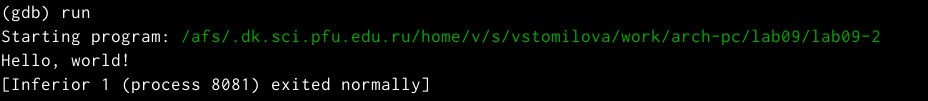 (gdb) run
Starting program: /afs/.dk.sci.pfu.edu.ru/home/v/s/vstomilova/work/arch-pc/lab09/lab09-2
Hello, world!
[Inferior 1 (process 8081) exited normally]